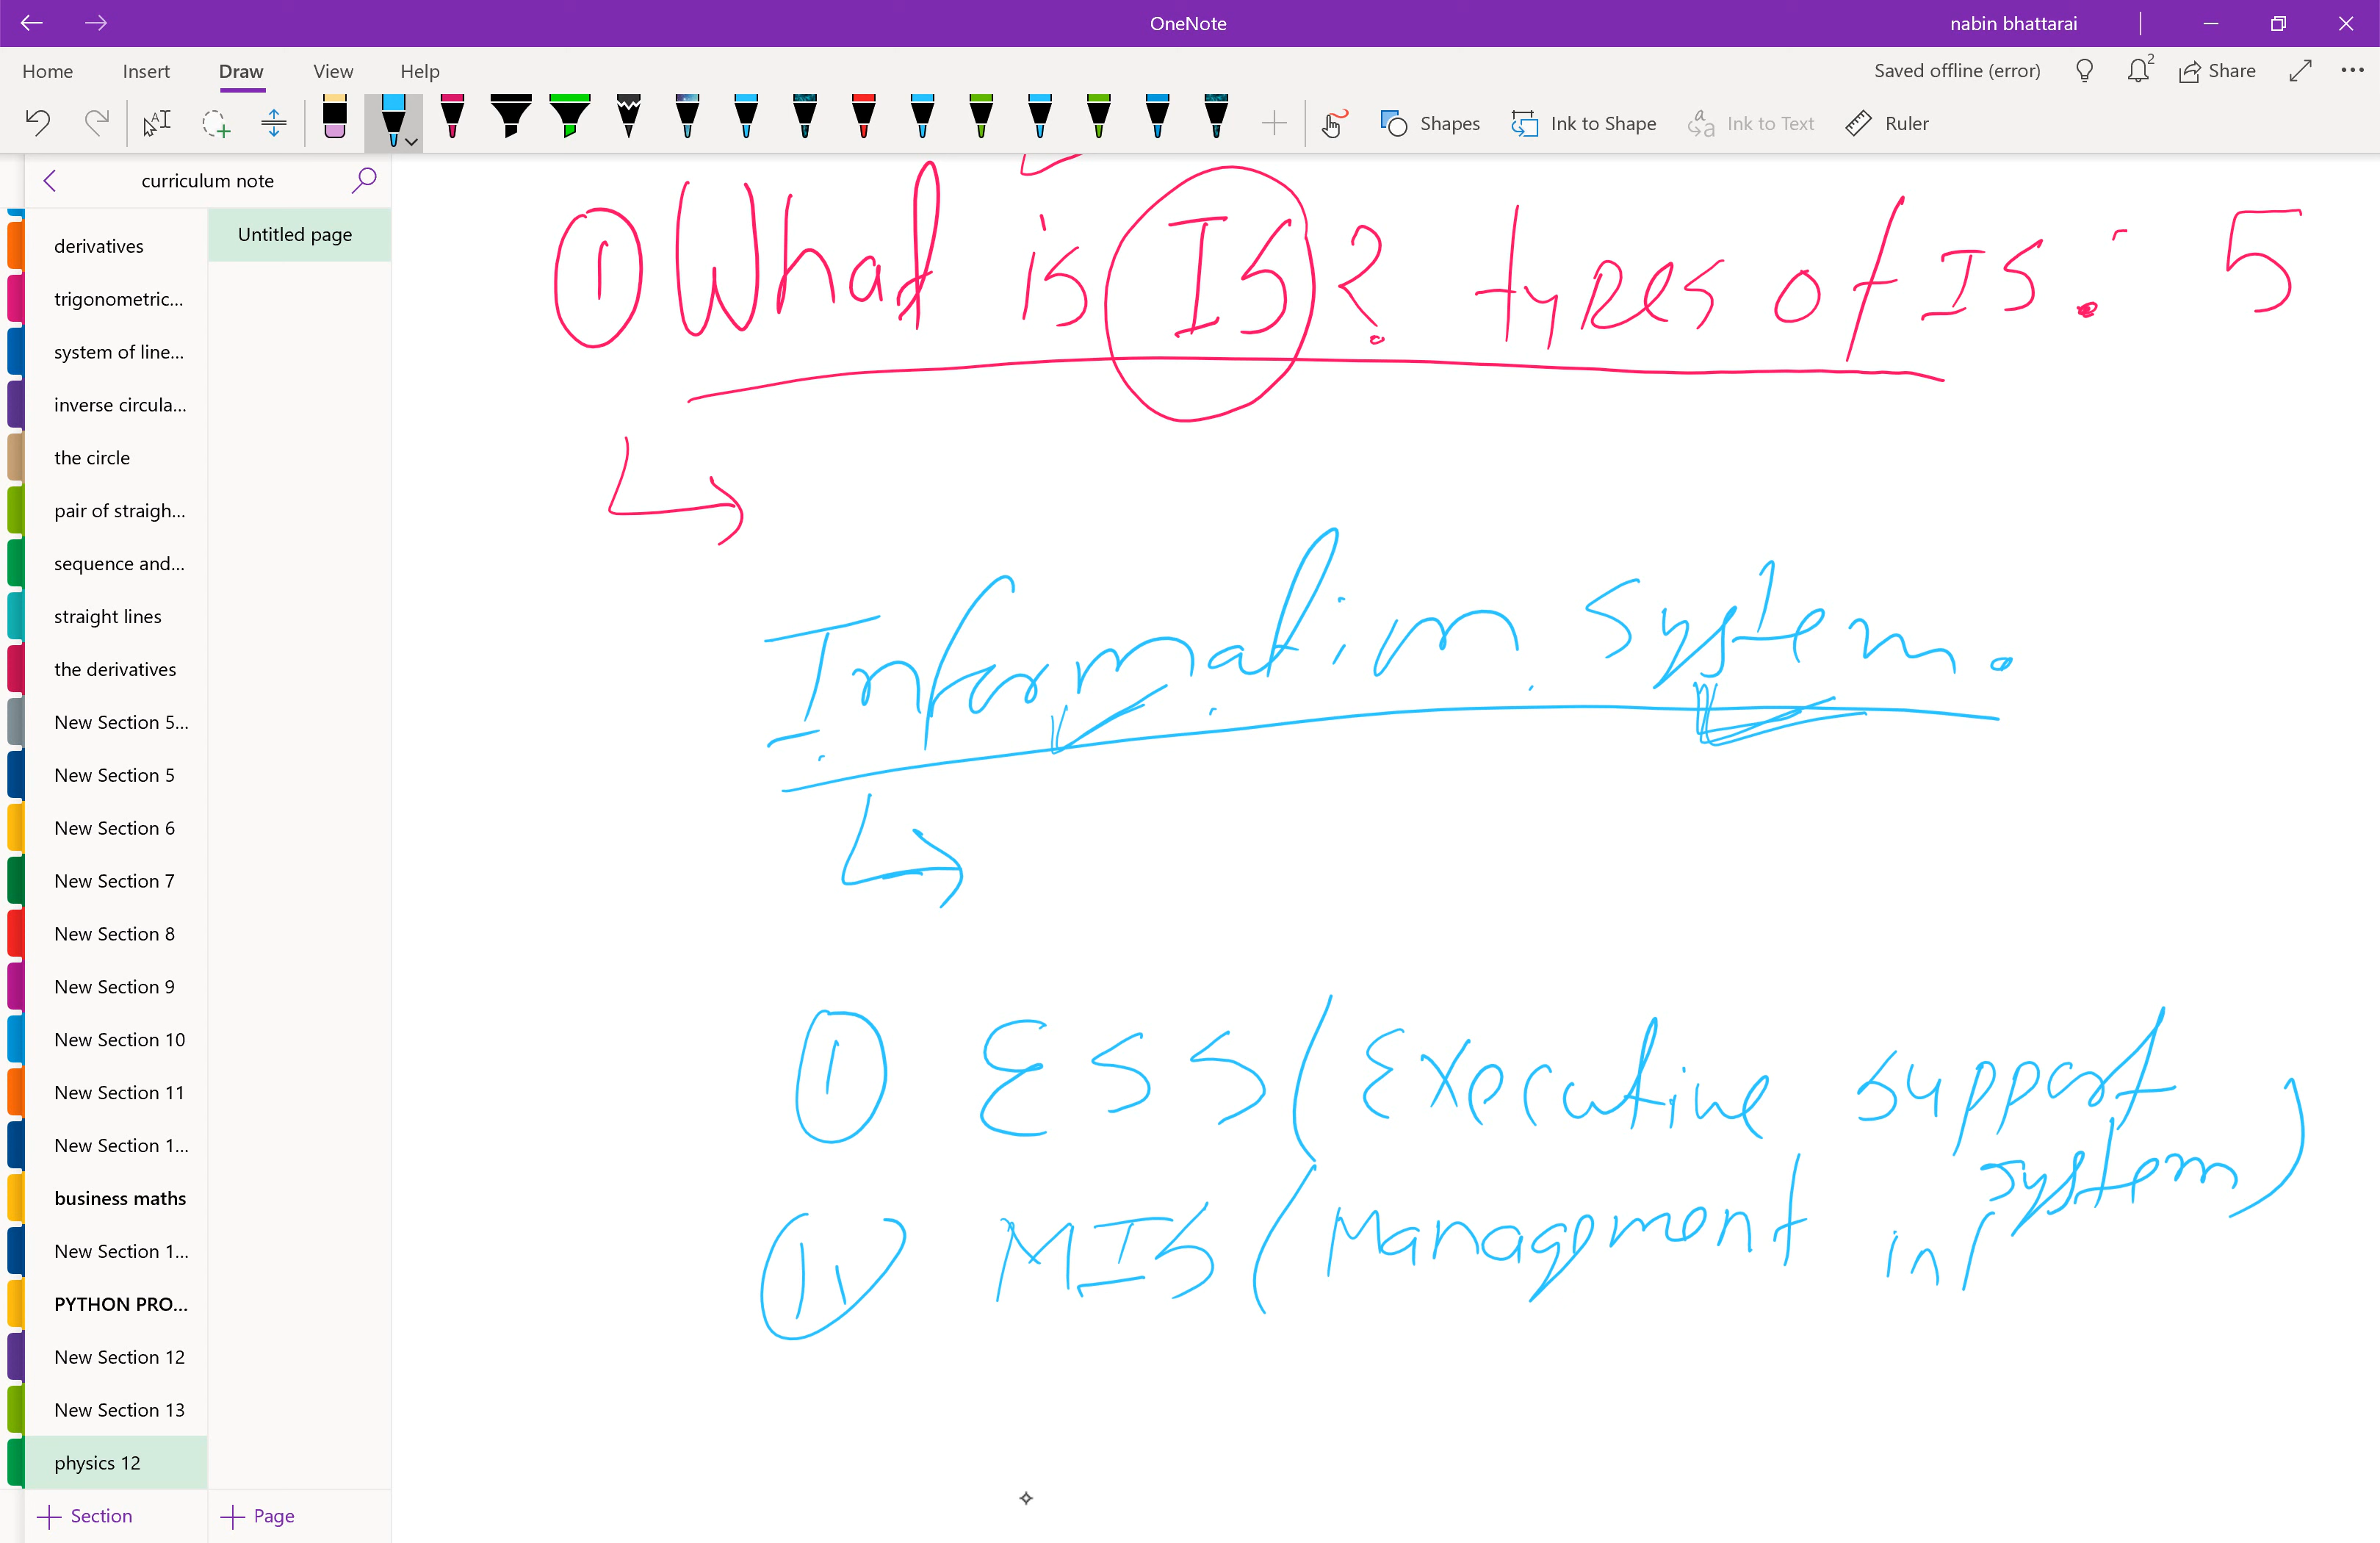 OneNote
nabin bhattarai
Home Insert Draw View Help
Saved offline (error) 2 Share
Shapes Ink to Shape Ink to Text Ruler
curriculum note
Untitled page
derivatives
trigonometric...
system of line...
inverse circula...
the circle
pair of straigh...
sequence and...
straight lines
the derivatives
New Section 5...
New Section 5
New Section 6
New Section 7
New Section 8
New Section 9
New Section 10
New Section 11
New Section 1...
business maths
New Section 1...
PYTHON PRO...
New Section 12
New Section 13
physics 12
Section
Page
① What is IS? types of IS. : 5
Information system.
① ESS (Executive support
system)
(ii) MIS (Management inf